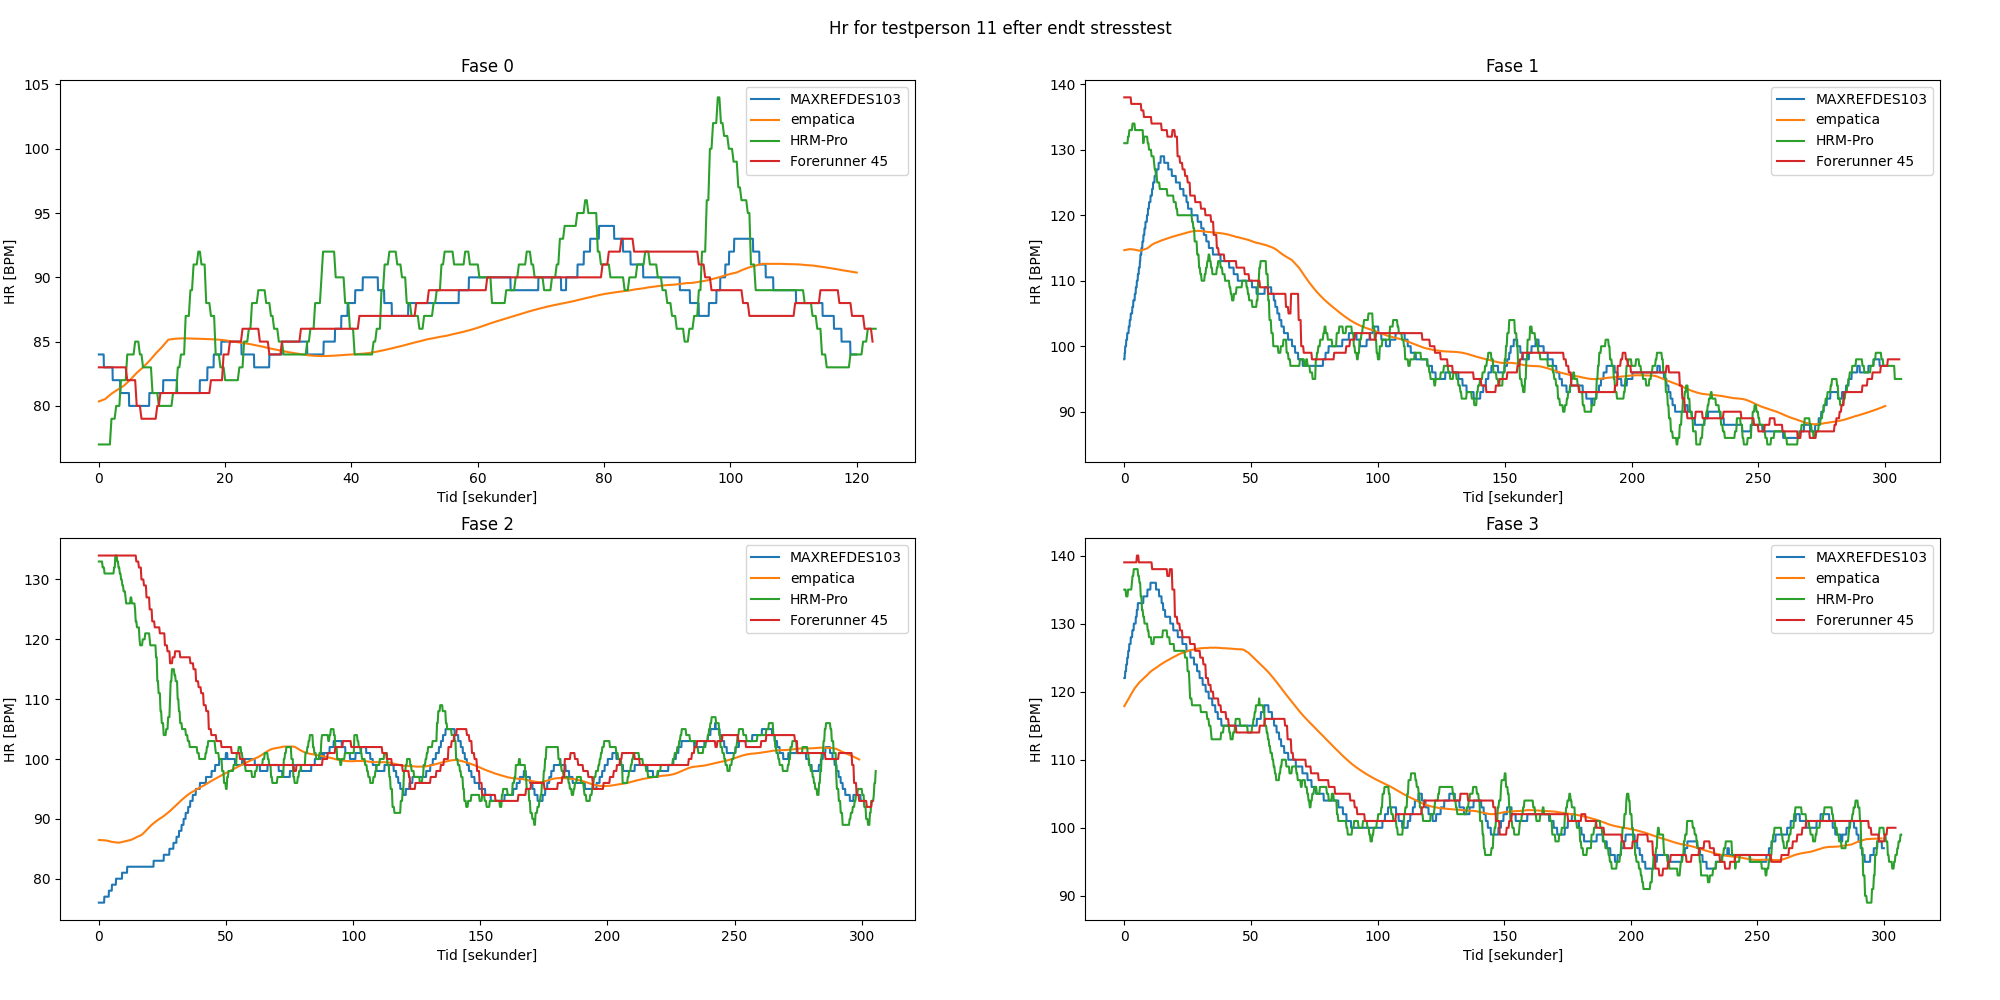 Hr for testperson 11 efter endt stresstest
Fase 0
HR [BPM]
105
100
95
90
85
80
0 20 40 60 80 100 120
Tid [sekunder]
MAXREFDES103
empatica
HRM-Pro
Forerunner 45
Fase 1
HR [BPM]
140
130
120
110
100
90
0 50 100 150 200 250 300
Tid [sekunder]
MAXREFDES103
empatica
HRM-Pro
Forerunner 45
Fase 2
HR [BPM]
130
120
110
100
90
80
0 50 100 150 200 250 300
Tid [sekunder]
MAXREFDES103
empatica
HRM-Pro
Forerunner 45
Fase 3
HR [BPM]
140
130
120
110
100
90
0 50 100 150 200 250 300
Tid [sekunder]
MAXREFDES103
empatica
HRM-Pro
Forerunner 45